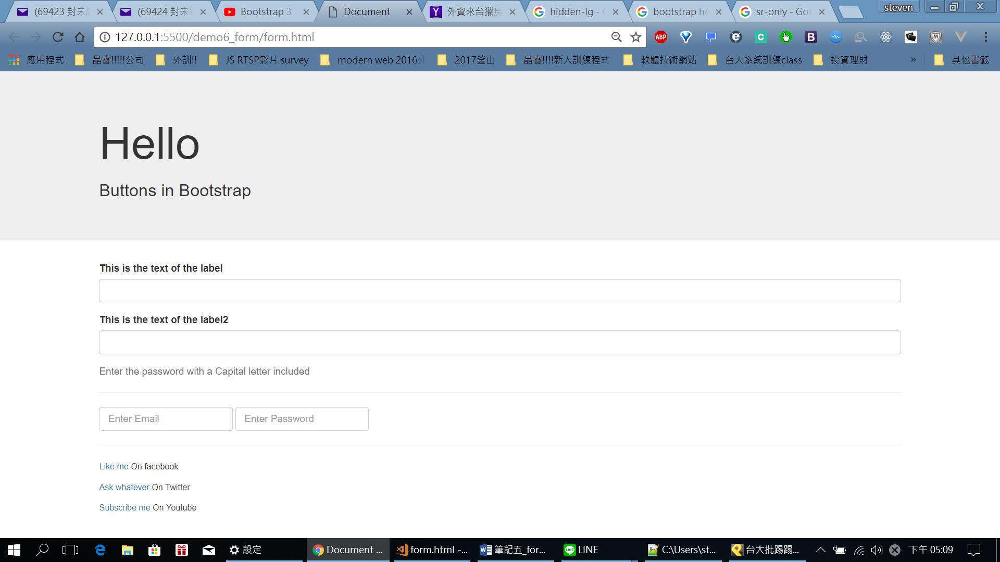 (69423 封未 (69424 封未 Bootstrap 3 Document 外資來台獵房 hidden-lg - bootstrap he sr-only - Goo steven
127.0.0.1:5500/demo6_form/form.html ABP
應用程式 晶睿!!!!!公司 外訓!! JS RTSP影片 survey modern web 2016 2017釜山 晶睿!!!!新人訓練程式 軟體技術網站 台大系統訓練class 投資理財 » 其他書籤
Hello
Buttons in Bootstrap
This is the text of the label
This is the text of the label2
Enter the password with a Capital letter included
Enter Email Enter Password
Like me On facebook
Ask whatever On Twitter
Subscribe me On Youtube
設定 Document ... form.html -... 筆記五_for... LINE C:\Users\st... 台大批踢踢... 下午 05:09